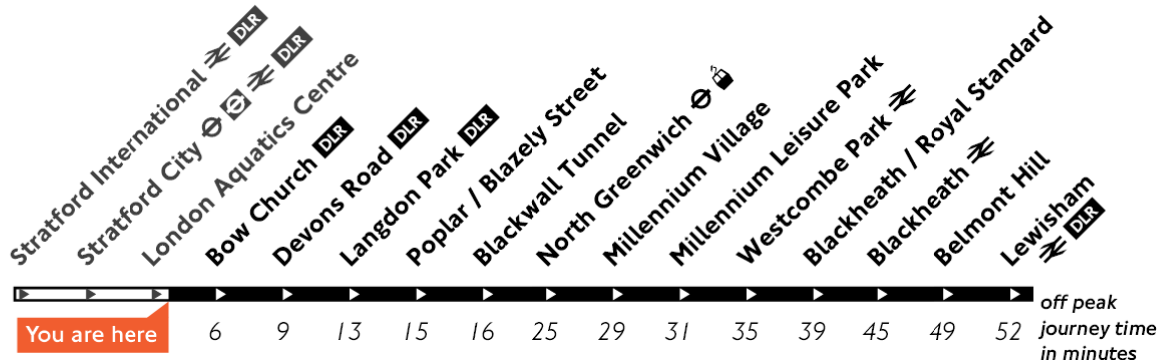 Stratford International DLR
Stratford City DLR
London Aquatics Centre
Bow Church DLR
Devons Road DLR
Langdon Park DLR
Poplar / Blazely Street
Blackwall Tunnel
North Greenwich
Millennium Village
Millennium Leisure Park
Westcombe Park
Blackheath / Royal Standard
Blackheath
Belmont Hill
Lewisham
DLR
You are here
6 9 13 15 16 25 29 31 35 39 45 49 52
off peak
journey time
in minutes